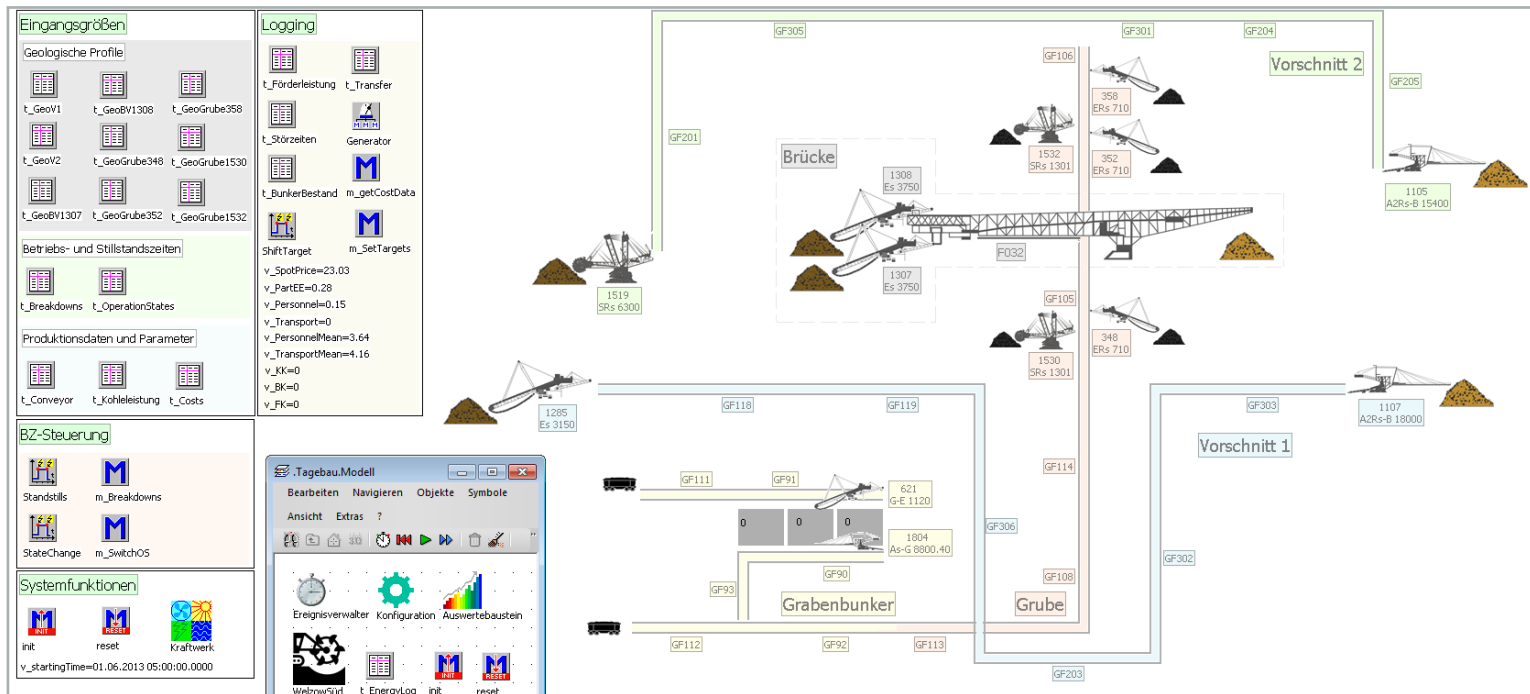 Eingangsgrößen
Geologische Profile
t_GeoV1
t_GeoBV1308
t_GeoGrube358
t_GeoV2
t_GeoGrube348
t_GeoGrube1530
t_GeoBV1307
t_GeoGrube352
t_GeoGrube1532
Betriebs- und Stillstandszeiten
t_Breakdowns
t_OperationStates
Produktionsdaten und Parameter
t_Conveyor
t_Kohleleistung
t_Costs
BZ-Steuerung
Standstills
m_Breakdowns
StateChange
m_SwitchOS
Systemfunktionen
INIT
RESET
init
reset
Kraftwerk
v_startingTime=01.06.2013 05:00:00.0000
Logging
t_Förderleistung
t_Transfer
t_Störzeiten
Generator
t_BunkerBestand
m_getCostData
ShiftTarget
m_SetTargets
v_SpotPrice=23.03
v_PartEE=0.28
v_Personnel=0.15
v_Transport=0
v_PersonnelMean=3.64
v_TransportMean=4.16
v_KK=0
v_BK=0
v_FK=0
.Tagebau.Modell
Bearbeiten Navigieren Objekte Symbole
Ansicht Extras ?
Ereignisverwalter
Konfiguration
Auswertebaustein
INIT
RESET
WelzowSüd
t_EnergyLog
init
reset
GF305
GF301
GF204
GF106
Vorschnitt 2
GF205
358
ERs 710
GF201
1532
SRs 1301
352
ERs 710
Brücke
1308
Es 3750
1105
A2Rs-B 15400
F032
1307
Es 3750
1519
SRs 6300
GF105
348
ERs 710
1530
SRs 1301
1285
Es 3150
GF118
GF119
GF303
1107
A2Rs-B 18000
Vorschnitt 1
GF114
GF111
GF91
621
G-E 1120
0
0
0
1804
As-G 8800.40
GF306
GF302
GF90
GF93
GF108
Grabenbunker
Grube
GF112
GF92
GF113
GF203